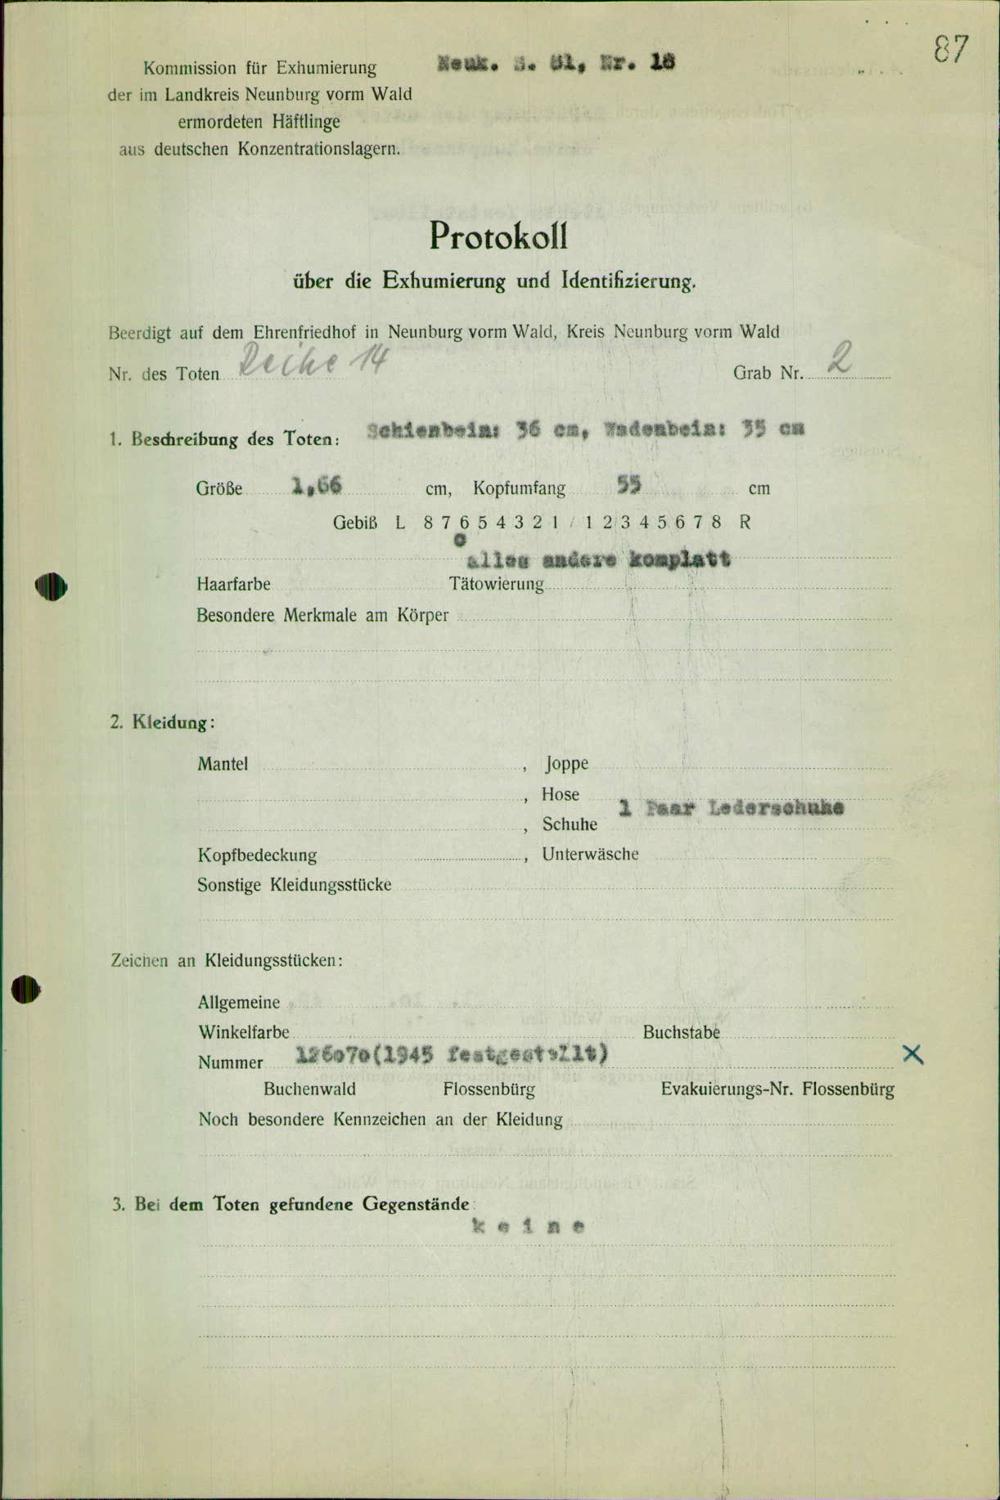 87
Neuk. S. 81, Nr. 18
Kommission für Exhumierung
der im Landkreis Neunburg vorm Wald
ermordeten Häftlinge
aus deutschen Konzentrationslagern.
Protokoll
über die Exhumierung und Identifizierung.
Beerdigt auf dem Ehrenfriedhof in Neunburg vorm Wald, Kreis Neunburg vorm Wald
Nr. des Toten Reihe 14 Grab Nr. 2
1. Beschreibung des Toten: Schienbein: 36 cm, Wadenbein: 35 cm
Größe 1,66 cm, Kopfumfang 55 cm
Gebiß L 8 7 6 5 4 3 2 1 / 1 2 3 4 5 6 7 8 R
o
alles andere komplett
Haarfarbe Tätowierung
Besondere Merkmale am Körper
2. Kleidung:
Mantel , Joppe
, Hose
1 Paar Lederschuhe
, Schuhe
Kopfbedeckung , Unterwäsche
Sonstige Kleidungsstücke
Zeichen an Kleidungsstücken:
Allgemeine
Winkelfarbe Buchstabe
Nummer 126070(1945 festgestellt) ×
Buchenwald Flossenbürg Evakuierungs-Nr. Flossenbürg
Noch besondere Kennzeichen an der Kleidung
3. Bei dem Toten gefundene Gegenstände
k e i n e